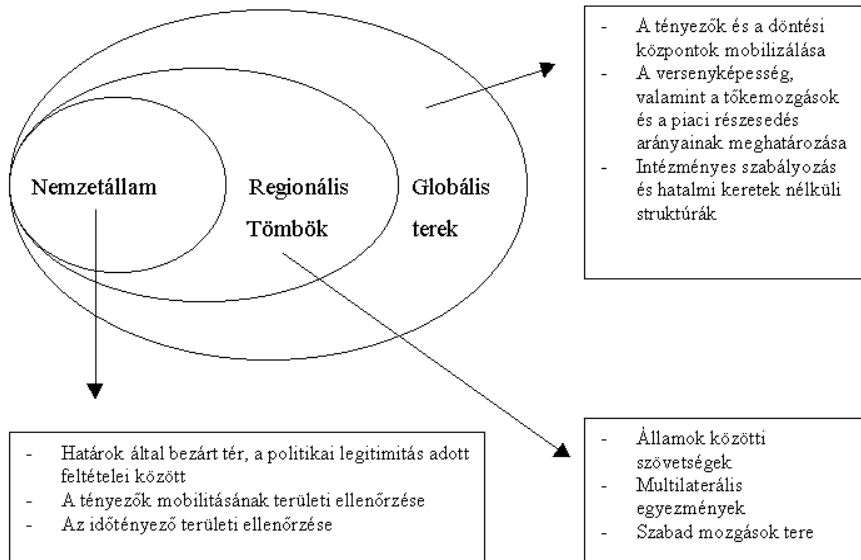 Nemzetállam
Regionális
Tömbök
Globális
terek
- A tényezők és a döntési
központok mobilizálása
- A versenyképesség,
valamint a tőkemozgások
és a piaci részesedés
arányainak meghatározása
- Intézményes szabályozás
és hatalmi keretek nélküli
struktúrák
- Határok által bezárt tér, a politikai legitimitás adott
feltételei között
- A tényezők mobilitásának területi ellenőrzése
- Az időtényező területi ellenőrzése
- Államok közötti
szövetségek
- Multilaterális
egyezmények
- Szabad mozgások tere